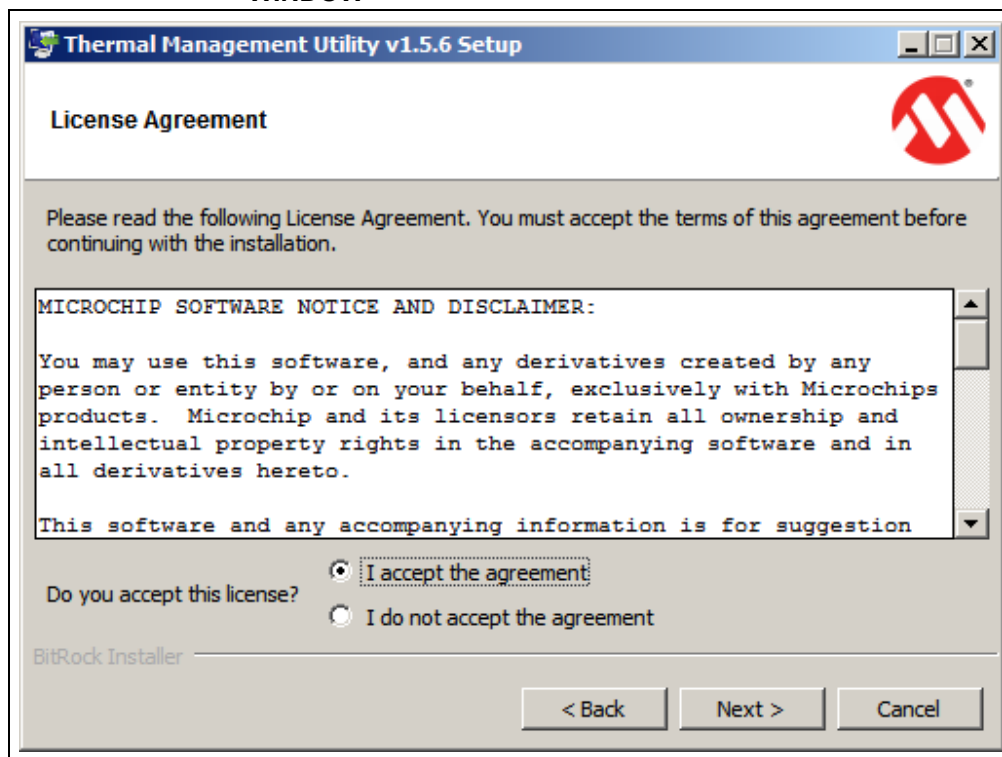 WINDOW
Thermal Management Utility v1.5.6 Setup
License Agreement
Please read the following License Agreement. You must accept the terms of this agreement before
continuing with the installation.
MICROCHIP SOFTWARE NOTICE AND DISCLAIMER:
You may use this software, and any derivatives created by any
person or entity by or on your behalf, exclusively with Microchips
products.  Microchip and its licensors retain all ownership and
intellectual property rights in the accompanying software and in
all derivatives hereto.
This software and any accompanying information is for suggestion
Do you accept this license?
I accept the agreement
I do not accept the agreement
BitRock Installer
< Back
Next >
Cancel